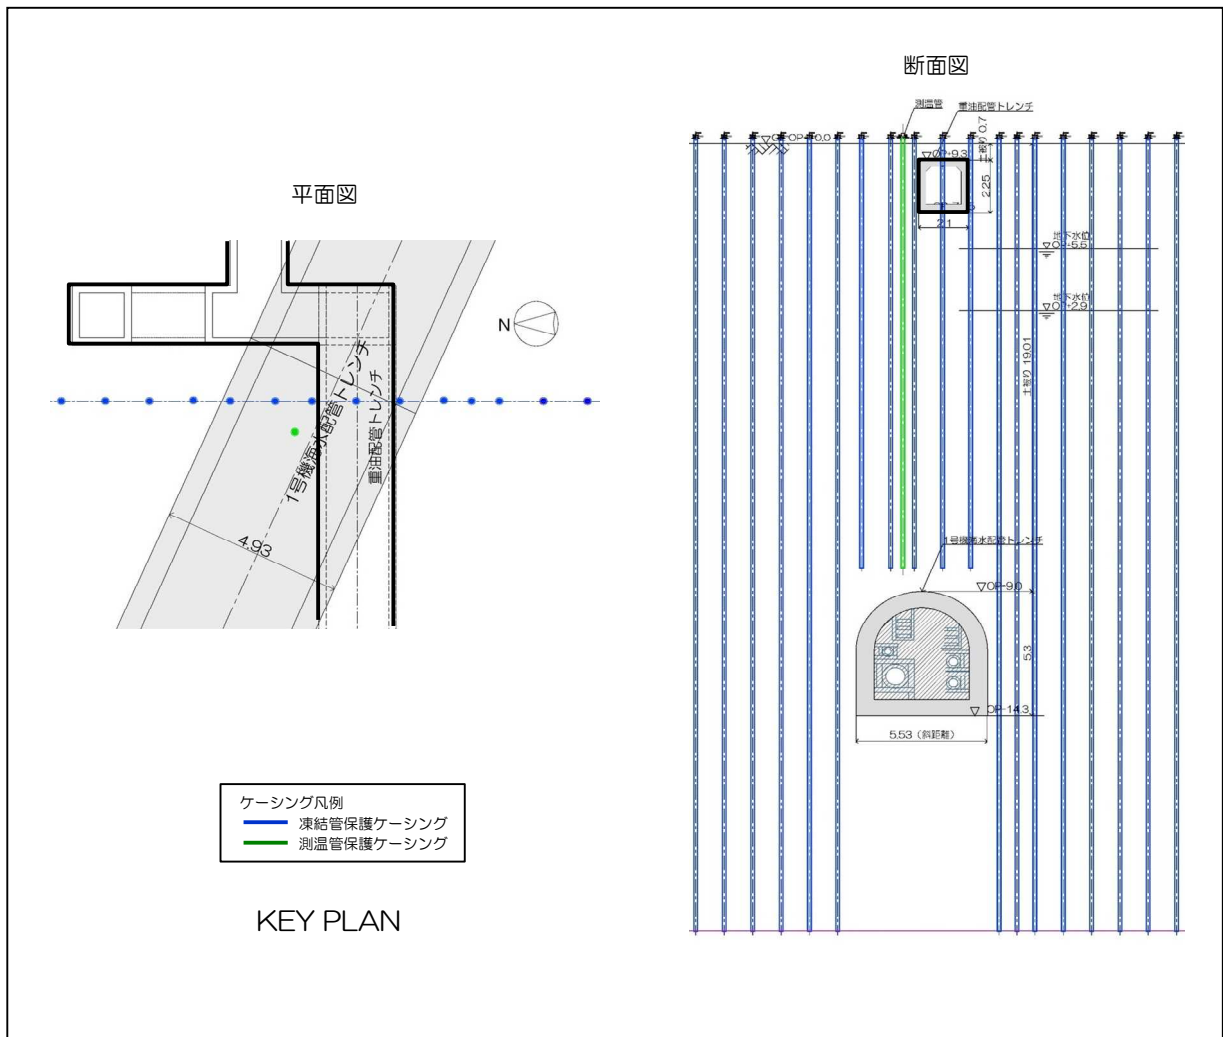 断面図
測温管
重油配管トレンチ
土被り 0.7
▽OP+9.3
2.25
2.1
地下水位
▽OP+5.5
地下水位
▽OP+2.9
土被り 19.01
1号機海水配管トレンチ
▽OP-9.0
5.3
▽ OP-14.3
5.53（斜距離）
平面図
N
1号機海水配管トレンチ
重油配管トレンチ
4.93
ケーシング凡例
凍結管保護ケーシング
測温管保護ケーシング
KEY PLAN